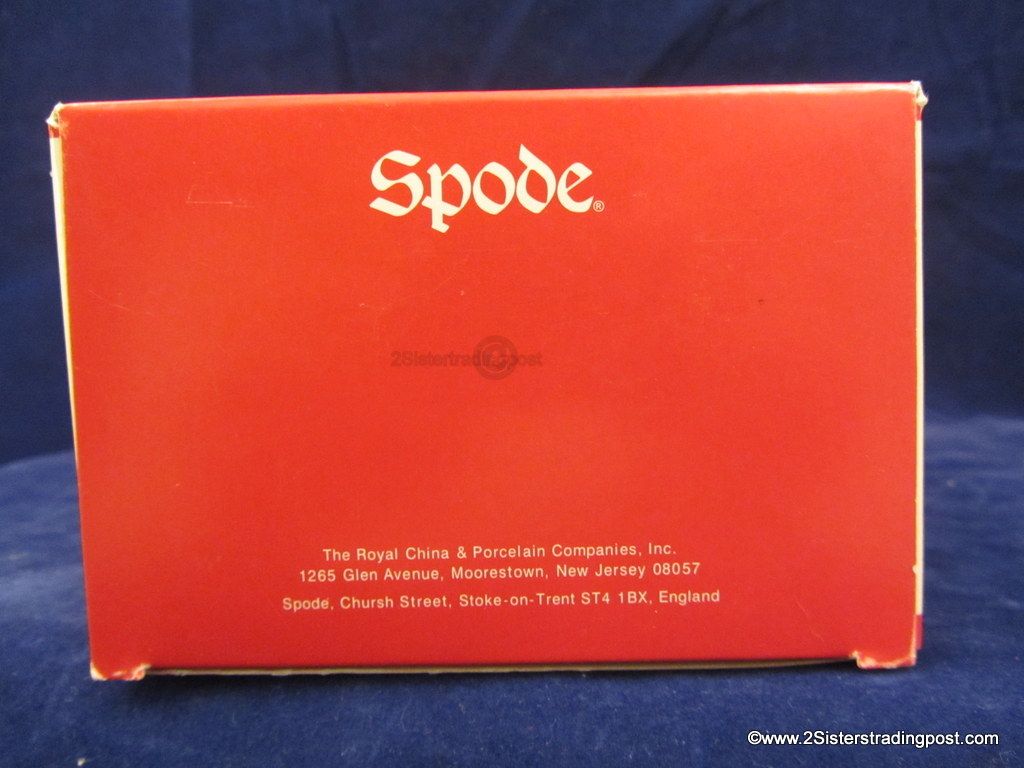 Spode®
2Sistertradingpost
The Royal China & Porcelain Companies, Inc.
1265 Glen Avenue, Moorestown, New Jersey 08057
Spode, Chursh Street, Stoke-on-Trent ST4 1BX, England
©www.2Sisterstradingpost.com